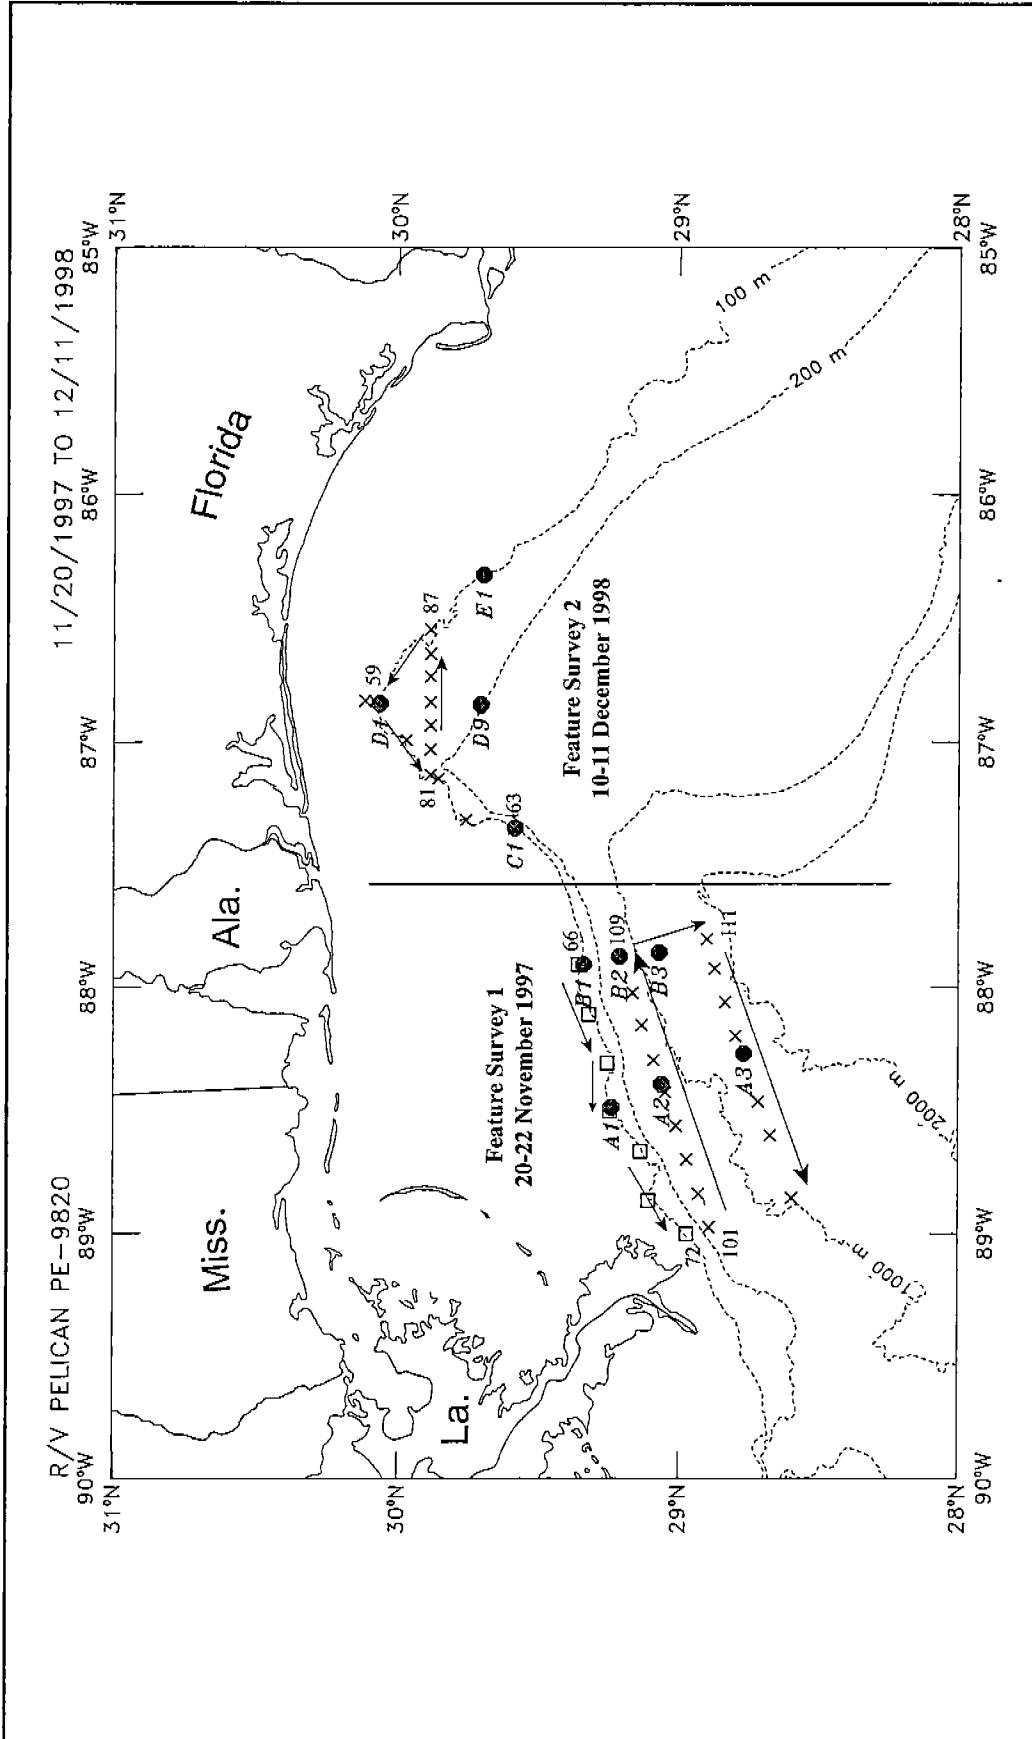 R/V PELICAN PE-9820
11/20/1997 TO 12/11/1998
90°W
89°W
88°W
87°W
86°W
85°W
31°N
31°N
Miss.
Ala.
Florida
La.
30°N
30°N
D1
59
87
81
E1
D9
C1
63
Feature Survey 1
20-22 November 1997
Feature Survey 2
10-11 December 1998
66
B1
A1
72
B2
109
B3
A2
101
111
A3
100 m
200 m
1000 m
2000 m
29°N
29°N
28°N
28°N
90°W
89°W
88°W
87°W
86°W
85°W